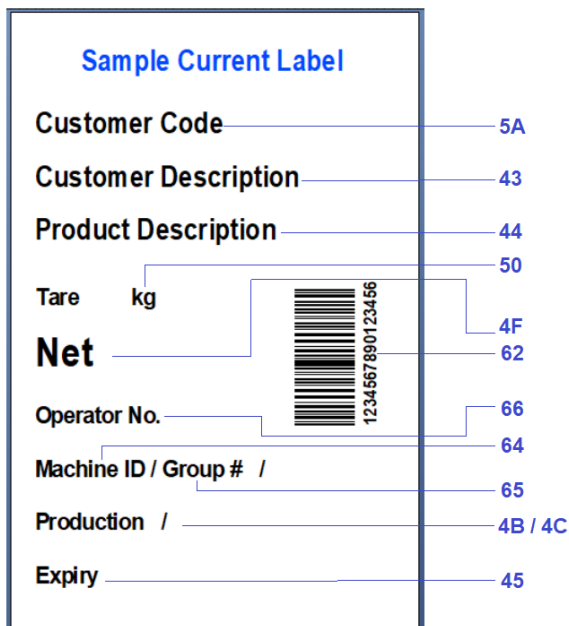 Sample Current Label
Customer Code 5A
Customer Description 43
Product Description 44
50
Tare kg
4F
Net 62
1234567890123456
Operator No. 66
64
Machine ID / Group # /
65
Production / 4B / 4C
Expiry 45